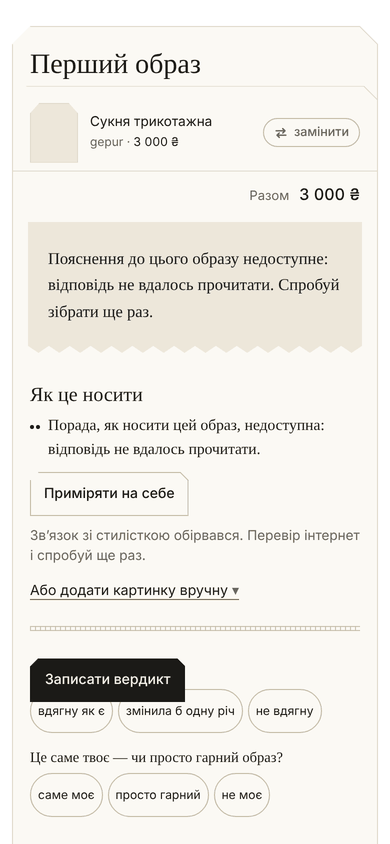 Перший образ
Сукня трикотажна
gepur · 3 000 ₴
замінити
Разом 3 000 ₴
Пояснення до цього образу недоступне:
відповідь не вдалось прочитати. Спробуй
зібрати ще раз.
Як це носити
Порада, як носити цей образ, недоступна:
відповідь не вдалось прочитати.
Приміряти на себе
Зв’язок зі стилісткою обірвався. Перевір інтернет
і спробуй ще раз.
Або додати картинку вручну ▾
Записати вердикт
вдягну як є
змінила б одну річ
не вдягну
Це саме твоє — чи просто гарний образ?
саме моє
просто гарний
не моє